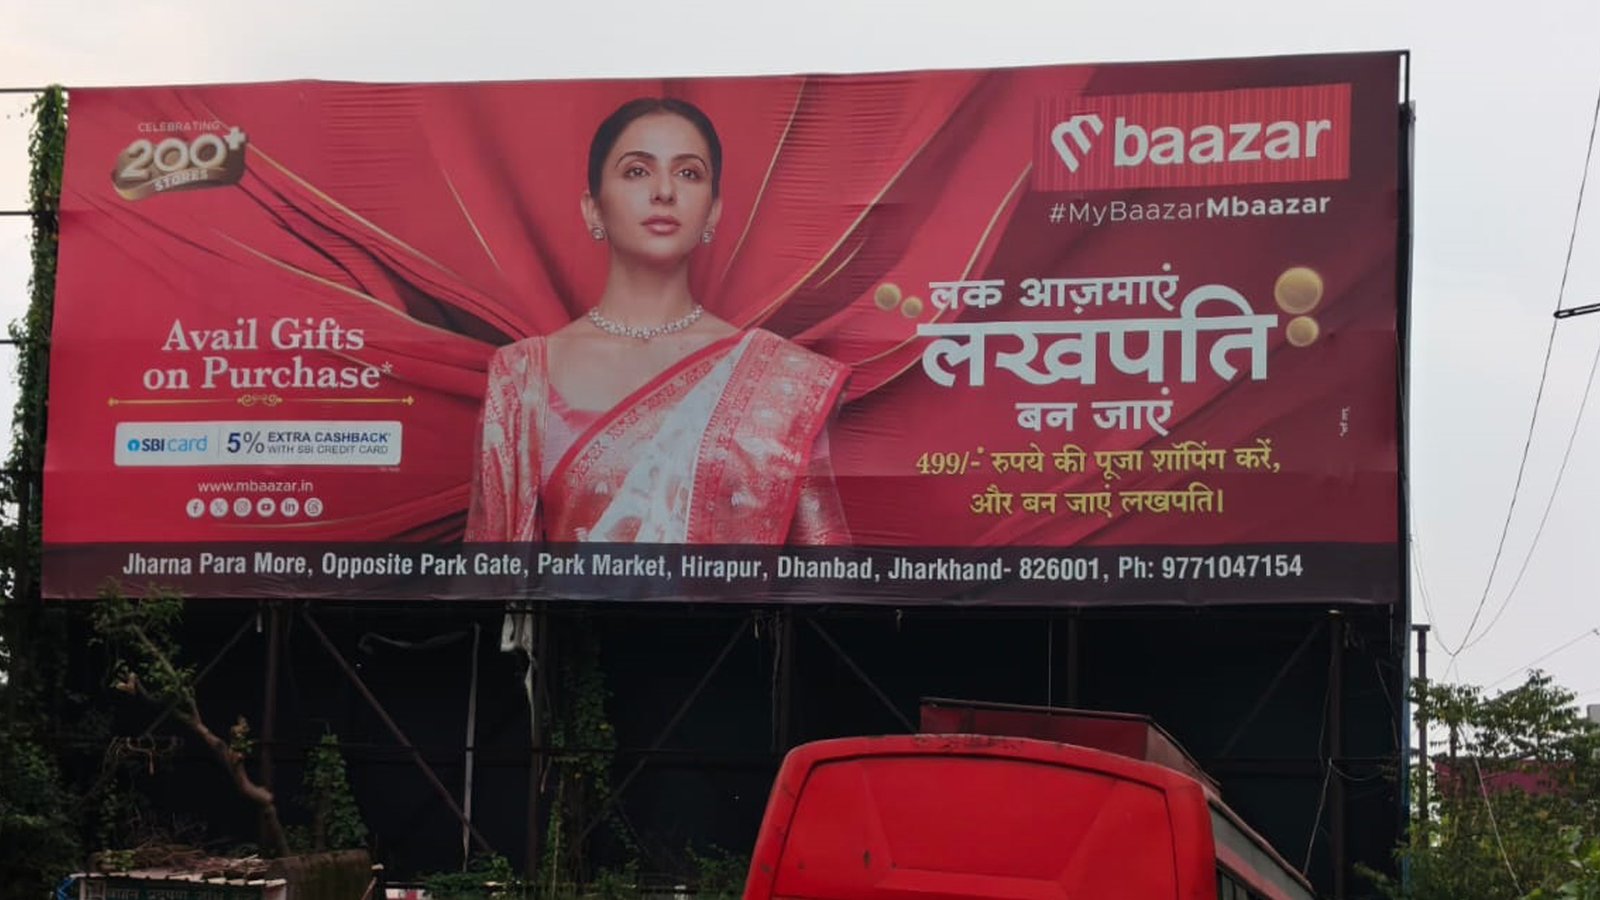 CELEBRATING
200+
STORES
Avail Gifts
on Purchase*
SBI card 5% EXTRA CASHBACK*
WITH SBI CREDIT CARD
www.mbaazar.in
m baazar
#MyBaazarMbaazar
लक आज़माएं
लखपति
बन जाएं
499/-* रुपये की पूजा शॉपिंग करें,
और बन जाएं लखपति।
Jharna Para More, Opposite Park Gate, Park Market, Hirapur, Dhanbad, Jharkhand- 826001, Ph: 9771047154